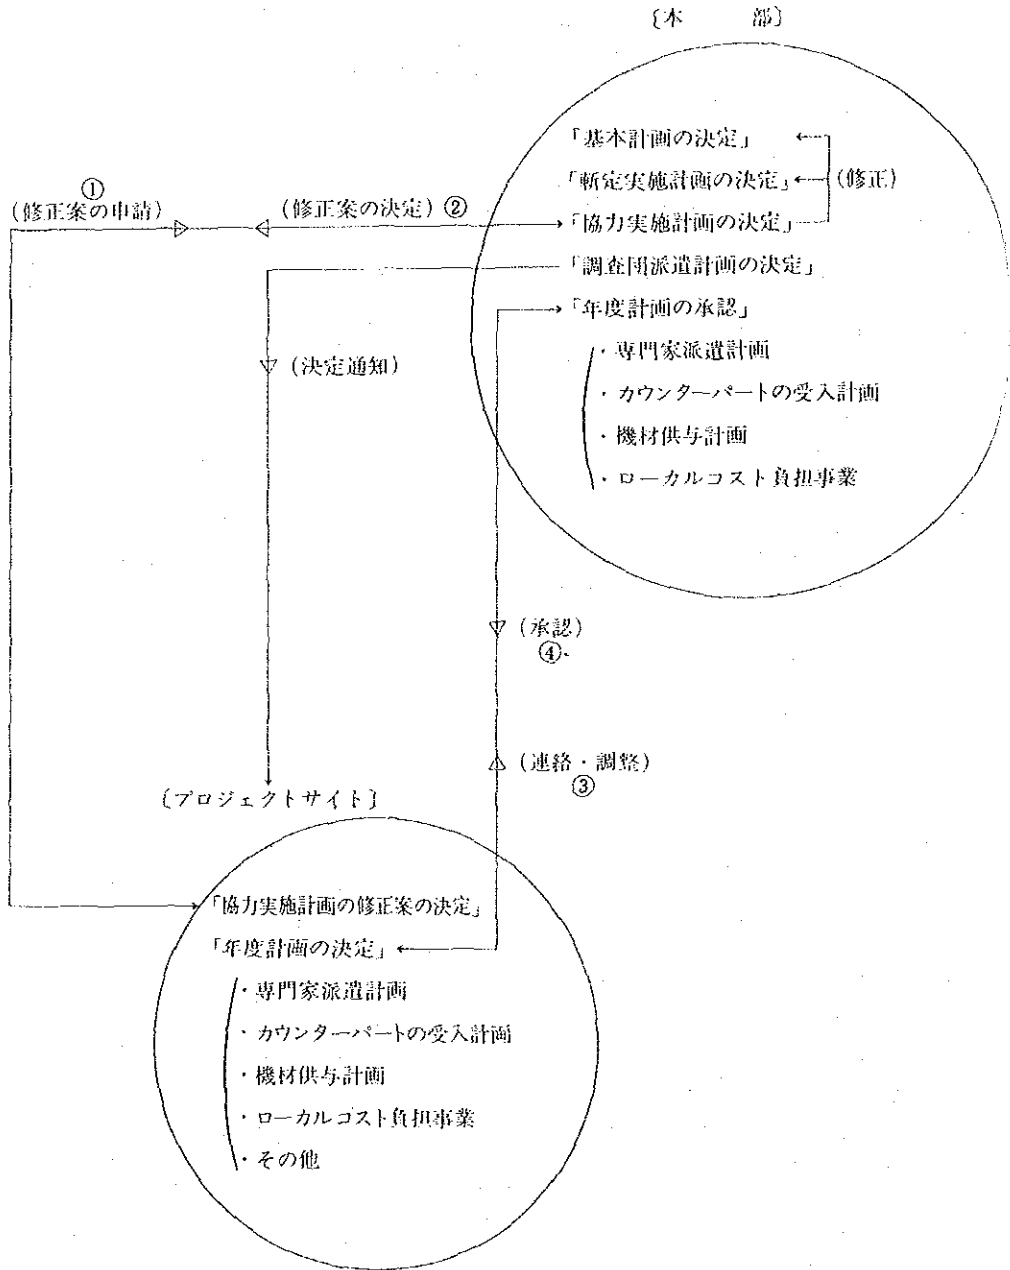 〔本 部〕
「基本計画の決定」
「斬定実施計画の決定」 (修正)
①
(修正案の申請) (修正案の決定) ② 「協力実施計画の決定」
「調査団派遣計画の決定」
「年度計画の承認」
(決定通知)
・専門家派遣計画
・カウンターパートの受入計画
・機材供与計画
・ローカルコスト負担事業
(承認)
④
(連絡・調整)
③
〔プロジェクトサイト〕
「協力実施計画の修正案の決定」
「年度計画の決定」
・専門家派遣計画
・カウンターパートの受入計画
・機材供与計画
・ローカルコスト負担事業
・その他